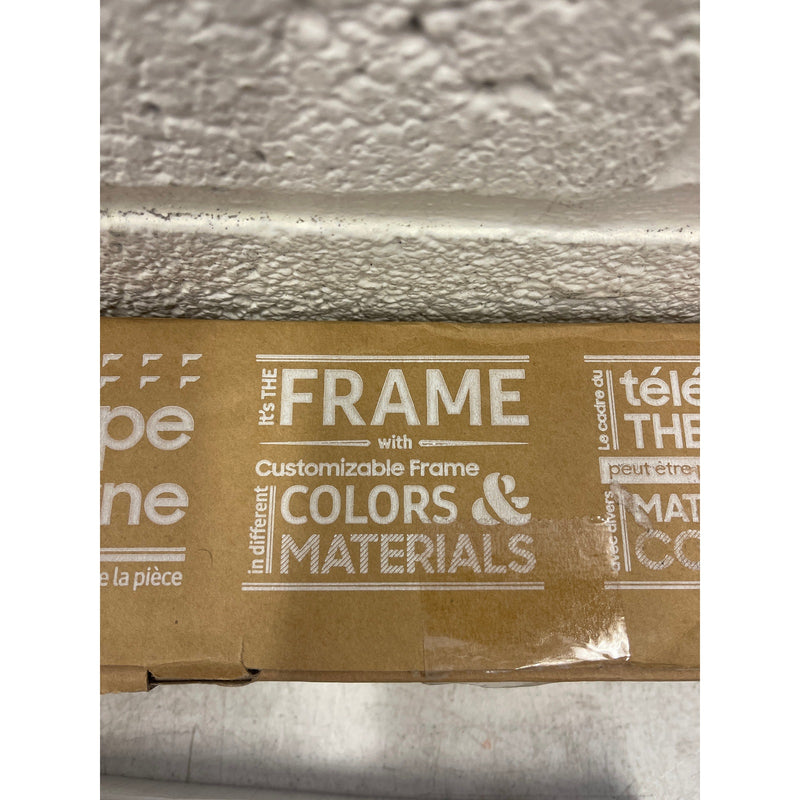 pe
ne
e la pièce
It's THE
FRAME
with
Customizable Frame
in different
COLORS &
MATERIALS
Le cadre du
télé
THE
peut être
avec divers
MAT
CO